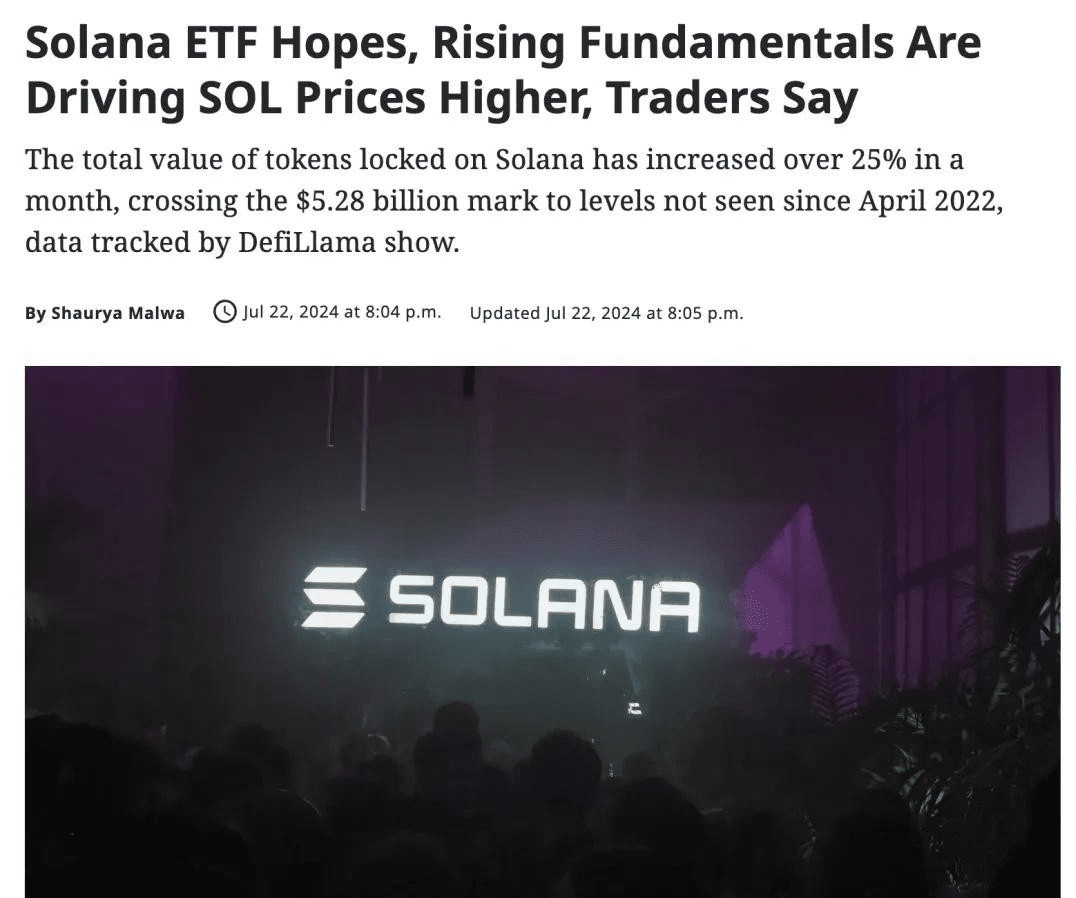 Solana ETF Hopes, Rising Fundamentals Are
Driving SOL Prices Higher, Traders Say
The total value of tokens locked on Solana has increased over 25% in a
month, crossing the $5.28 billion mark to levels not seen since April 2022,
data tracked by DefiLlama show.
By Shaurya Malwa Jul 22, 2024 at 8:04 p.m. Updated Jul 22, 2024 at 8:05 p.m.
SOLANA